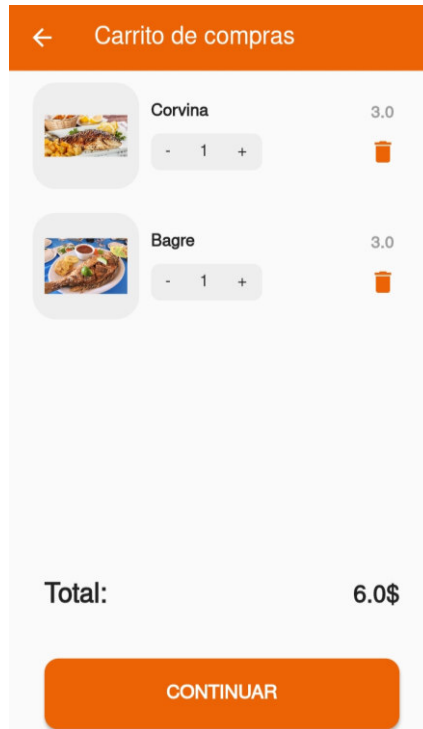 Carrito de compras
Corvina
3.0
- 1 +
Bagre
3.0
- 1 +
Total:
6.0$
CONTINUAR